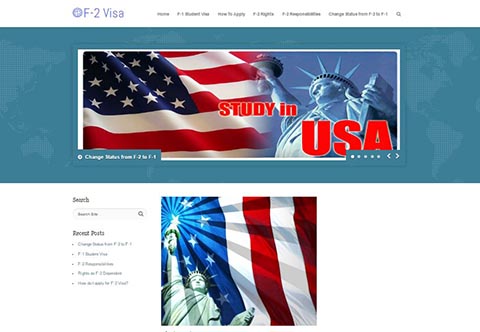 F-2 Visa
Home F-1 Student Visa How To Apply F-2 Rights F-2 Responsibilities Change Status from F-2 to F-1
STUDY in
USA
Change Status from F-2 to F-1
Search
Search Site
Recent Posts
Change Status from F-2 to F-1
F-1 Student Visa
F-2 Responsibilities
Rights as F-2 Dependent
How do I apply for F-2 Visa?